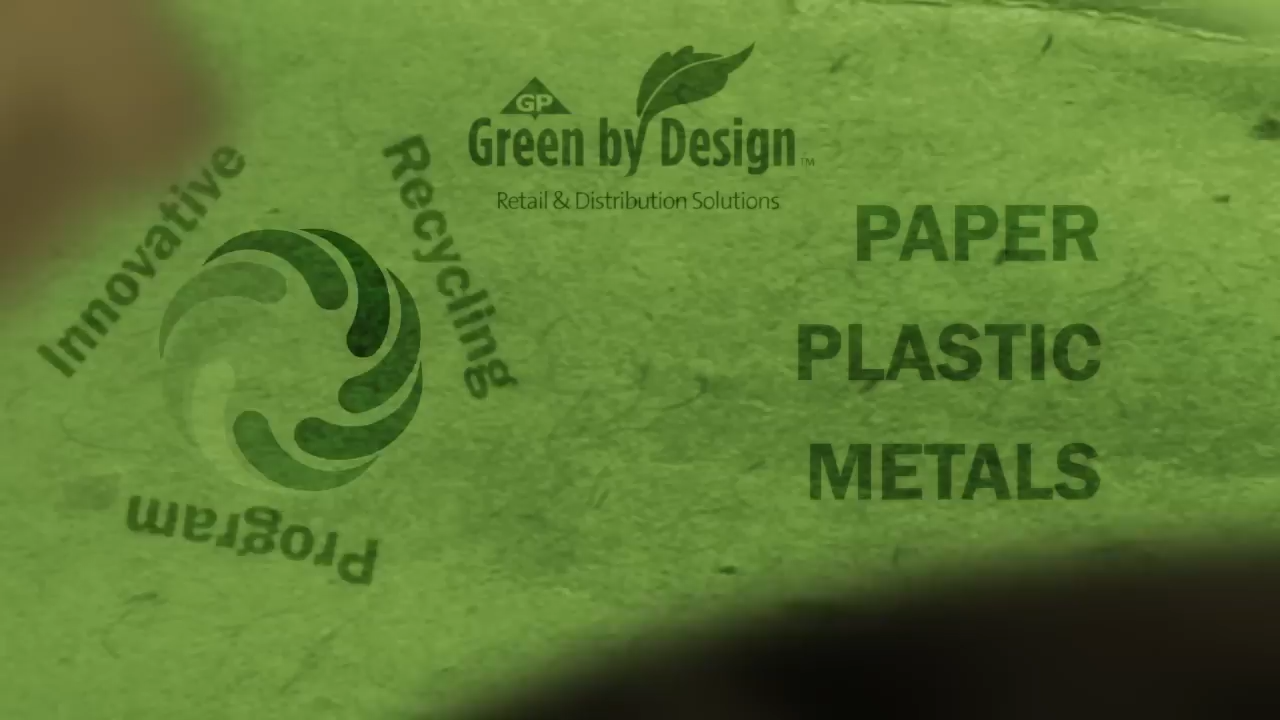 GP
Green by Design™
Retail & Distribution Solutions
Innovative
Recycling
Program
PAPER
PLASTIC
METALS